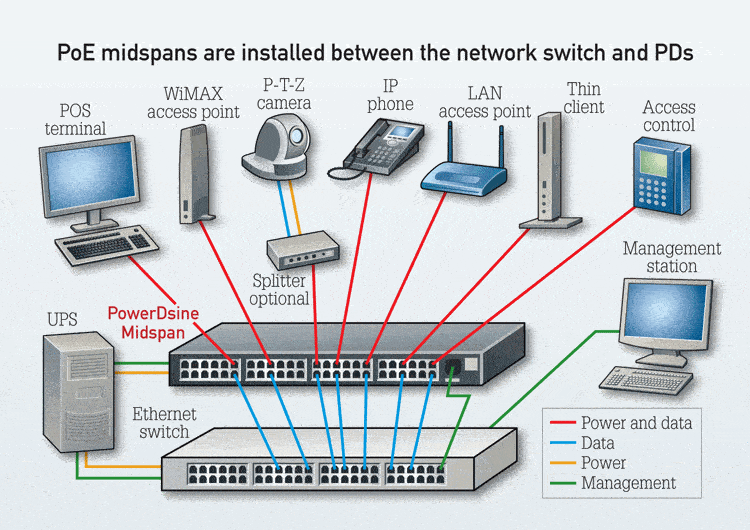 PoE midspans are installed between the network switch and PDs
POS
terminal
WiMAX
access point
P-T-Z
camera
IP
phone
LAN
access point
Thin
client
Access
control
Splitter
optional
Management
station
PowerDsine
Midspan
UPS
Ethernet
switch
Power and data
Data
Power
Management